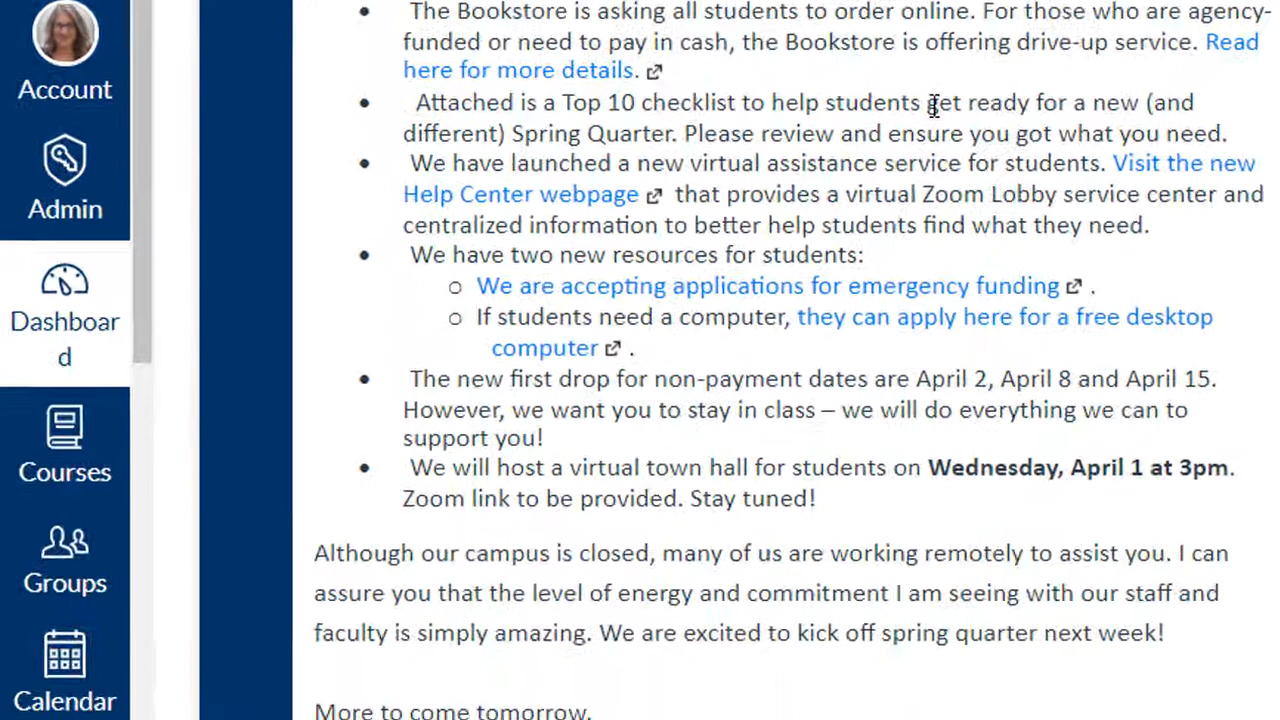 Account
Admin
Dashboar
d
Courses
Groups
Calendar
The Bookstore is asking all students to order online. For those who are agency-
funded or need to pay in cash, the Bookstore is offering drive-up service. Read
here for more details.
Attached is a Top 10 checklist to help students get ready for a new (and
different) Spring Quarter. Please review and ensure you got what you need.
We have launched a new virtual assistance service for students. Visit the new
Help Center webpage that provides a virtual Zoom Lobby service center and
centralized information to better help students find what they need.
We have two new resources for students:
We are accepting applications for emergency funding .
If students need a computer, they can apply here for a free desktop
computer .
The new first drop for non-payment dates are April 2, April 8 and April 15.
However, we want you to stay in class – we will do everything we can to
support you!
We will host a virtual town hall for students on Wednesday, April 1 at 3pm.
Zoom link to be provided. Stay tuned!
Although our campus is closed, many of us are working remotely to assist you. I can
assure you that the level of energy and commitment I am seeing with our staff and
faculty is simply amazing. We are excited to kick off spring quarter next week!
More to come tomorrow.